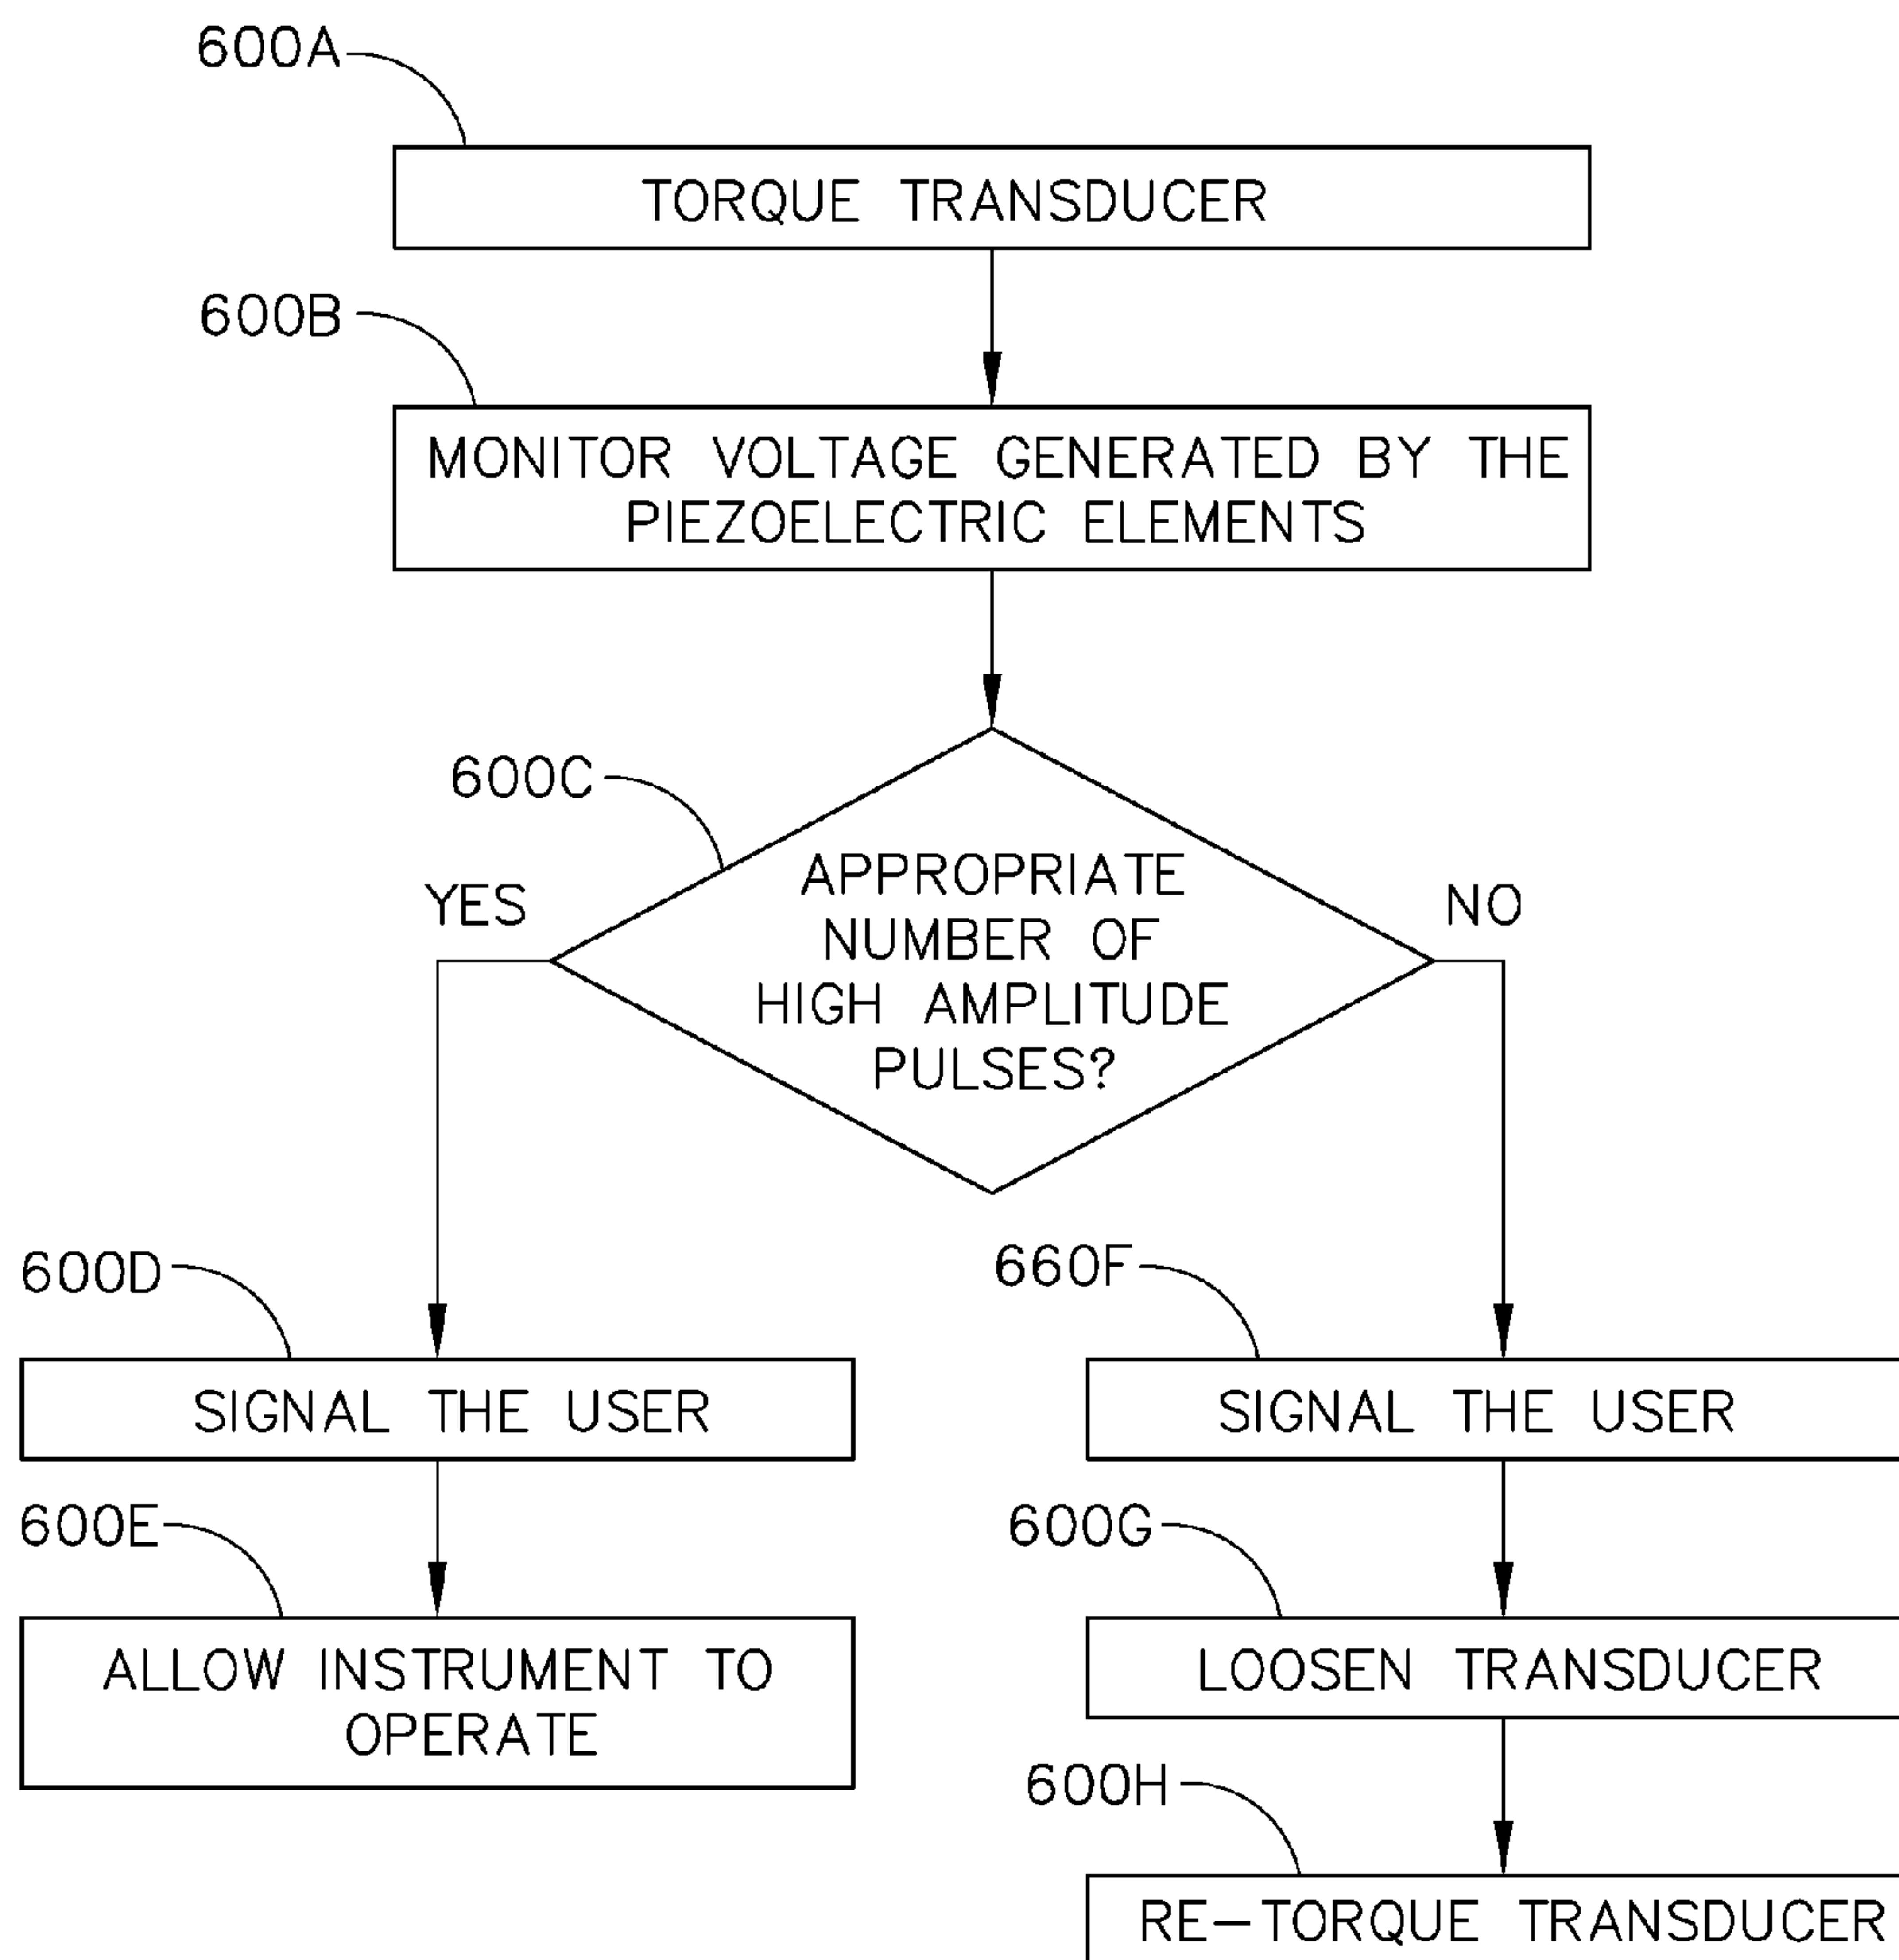 600A
TORQUE TRANSDUCER
600B
MONITOR VOLTAGE GENERATED BY THE
PIEZOELECTRIC ELEMENTS
600C
APPROPRIATE
NUMBER OF
HIGH AMPLITUDE
PULSES?
YES
NO
600D
SIGNAL THE USER
660F
SIGNAL THE USER
600E
ALLOW INSTRUMENT TO
OPERATE
600G
LOOSEN TRANSDUCER
600H
RE-TORQUE TRANSDUCER